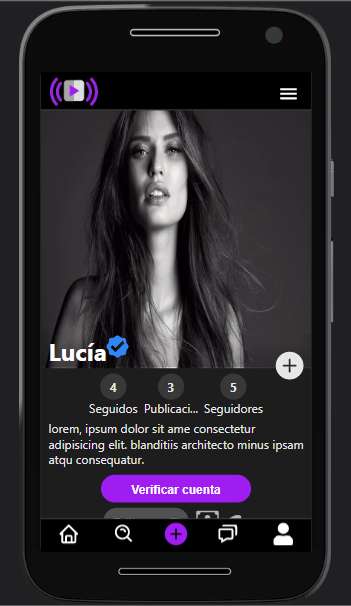 Lucía
4 3 5
Seguidos Publicaci... Seguidores
lorem, ipsum dolor sit ame consectetur
adipisicing elit. blanditiis architecto minus ipsam
atqu consequatur.
Verificar cuenta